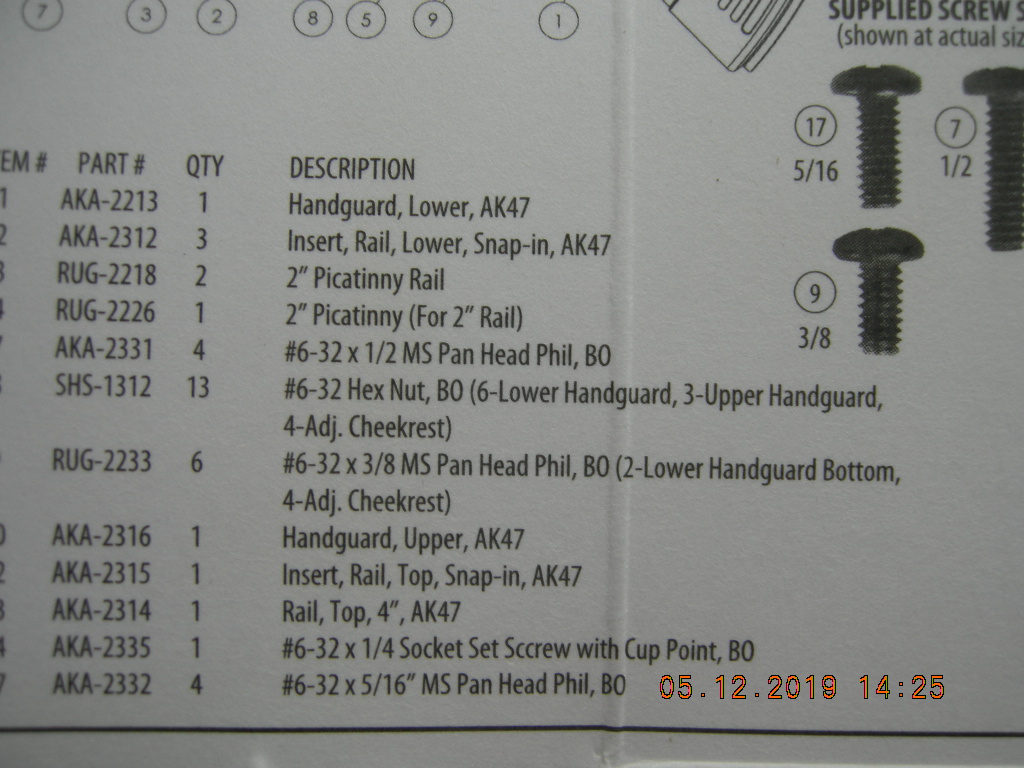 7 3 2 8 5 9 1
SUPPLIED SCREW S
(shown at actual siz
17 7
5/16 1/2
9
3/8
EM # PART # QTY DESCRIPTION
1 AKA-2213 1 Handguard, Lower, AK47
2 AKA-2312 3 Insert, Rail, Lower, Snap-in, AK47
3 RUG-2218 2 2” Picatinny Rail
4 RUG-2226 1 2” Picatinny (For 2” Rail)
7 AKA-2331 4 #6-32 x 1/2 MS Pan Head Phil, BO
8 SHS-1312 13 #6-32 Hex Nut, BO (6-Lower Handguard, 3-Upper Handguard,
4-Adj. Cheekrest)
RUG-2233 6 #6-32 x 3/8 MS Pan Head Phil, BO (2-Lower Handguard Bottom,
4-Adj. Cheekrest)
0 AKA-2316 1 Handguard, Upper, AK47
2 AKA-2315 1 Insert, Rail, Top, Snap-in, AK47
3 AKA-2314 1 Rail, Top, 4”, AK47
4 AKA-2335 1 #6-32 x 1/4 Socket Set Sccrew with Cup Point, BO
7 AKA-2332 4 #6-32 x 5/16” MS Pan Head Phil, BO
05.12.2019 14:25